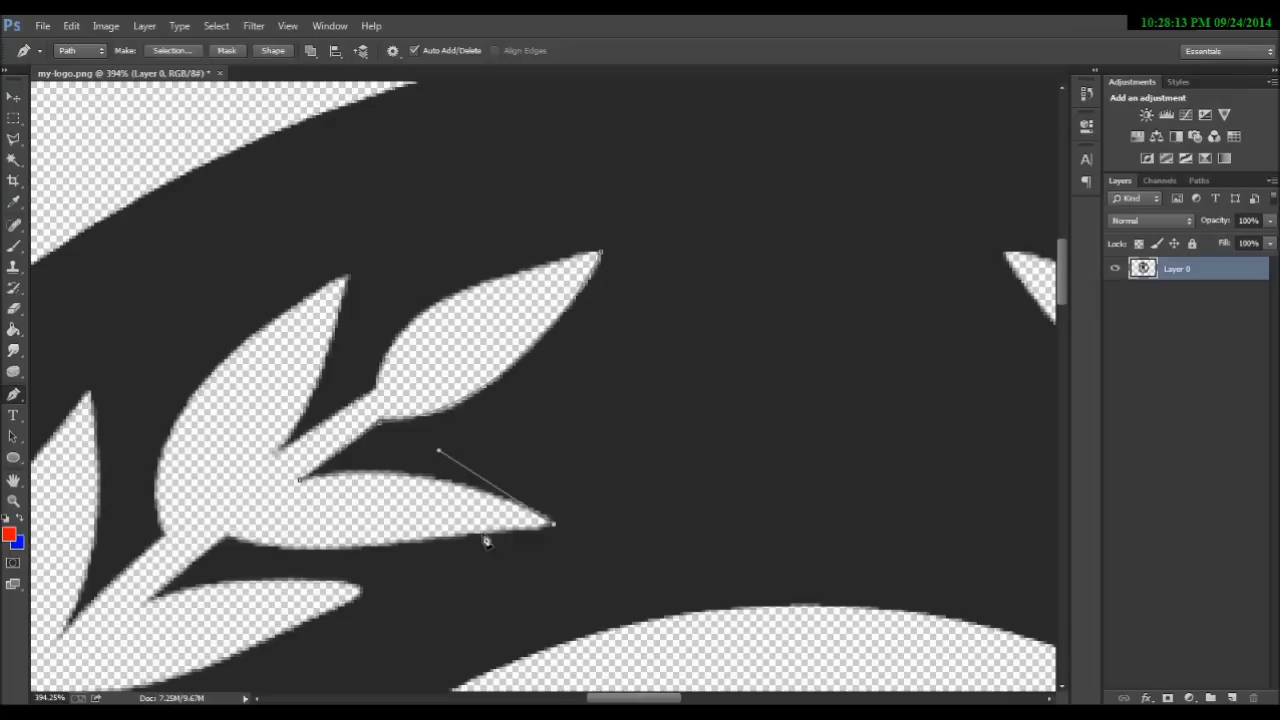 10:28:13 PM 09/24/2014
Ps File Edit Image Layer Type Select Filter View Window Help
Path Make: Selection... Mask Shape Auto Add/Delete Align Edges Essentials
my-logo.png @ 394% (Layer 0, RGB/8#) * ×
Adjustments Styles
Add an adjustment
Layers Channels Paths
Kind
Normal Opacity: 100%
Lock: Fill: 100%
Layer 0
394.25% Doc: 7.25M/9.67M